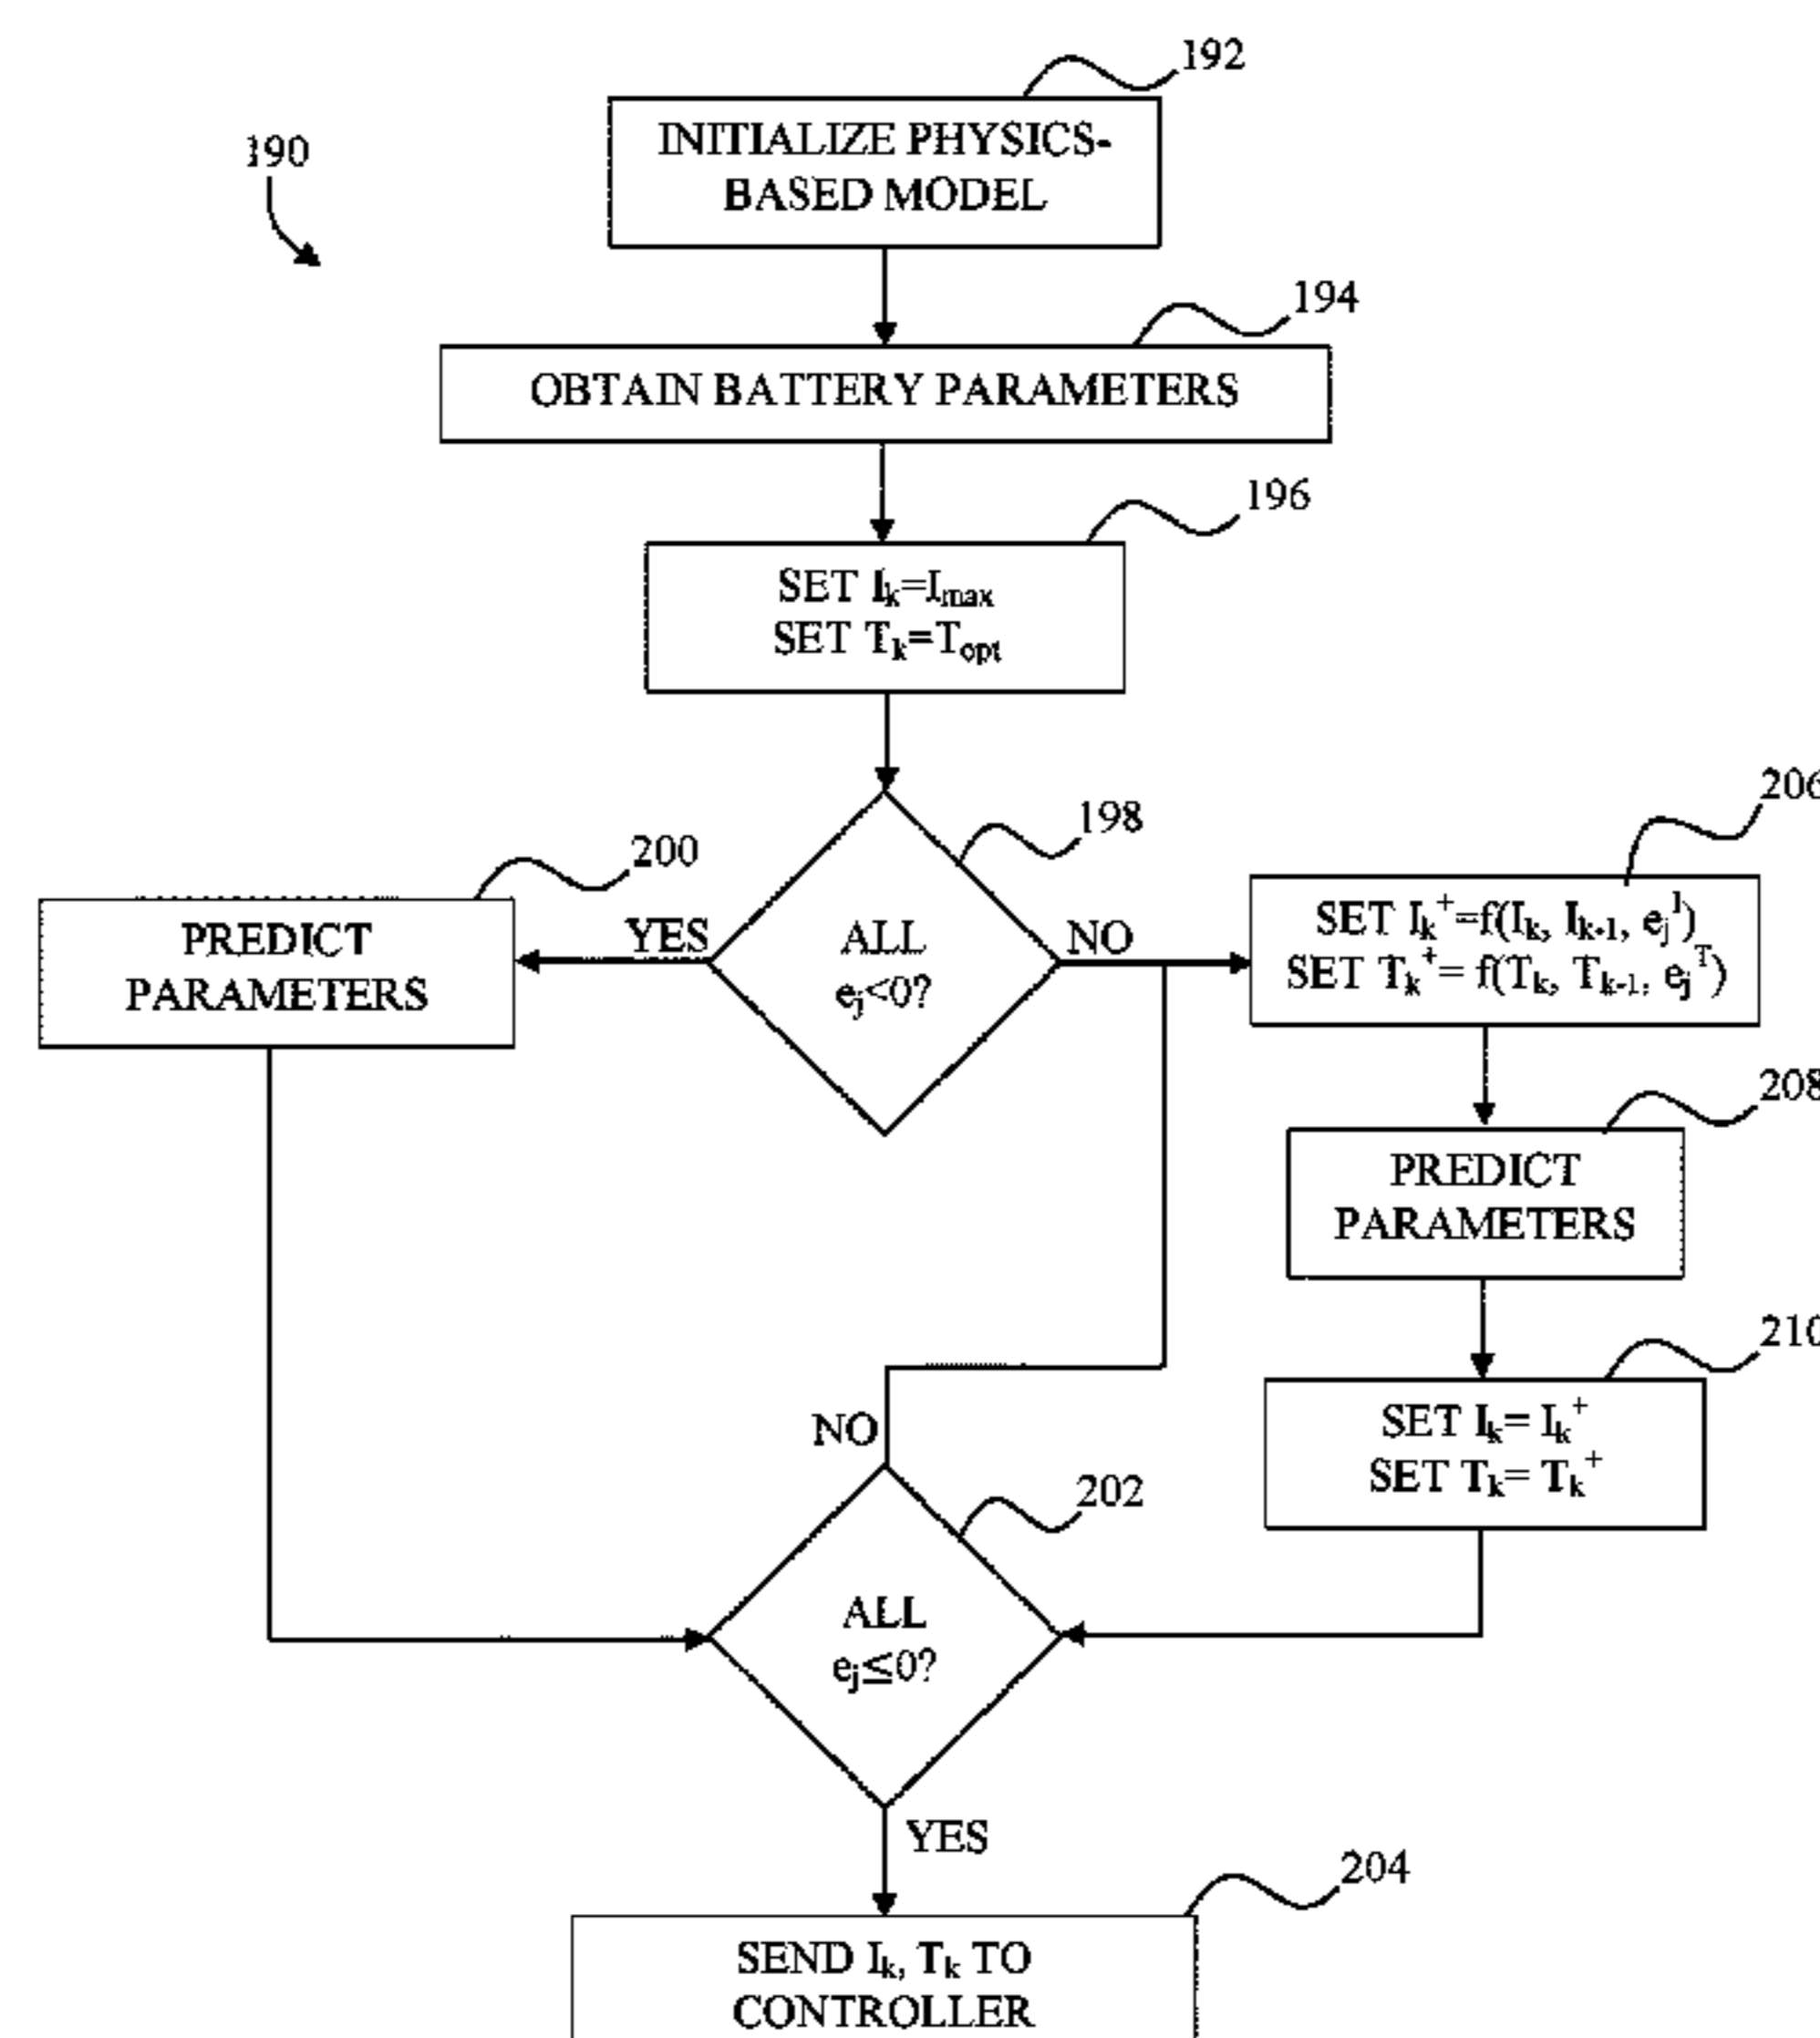 192
190
INITIALIZE PHYSICS-
BASED MODEL
194
OBTAIN BATTERY PARAMETERS
196
SET Iₖ=Iₘₐₓ
SET Tₖ=Tₒₚₜ
198
200
206
PREDICT
PARAMETERS
YES
ALL
eⱼ<0?
NO
SET Iₖ⁺=f(Iₖ, Iₖ₋₁, eⱼᴵ)
SET Tₖ⁺= f(Tₖ, Tₖ₋₁, eⱼᵀ)
208
PREDICT
PARAMETERS
210
SET Iₖ= Iₖ⁺
SET Tₖ= Tₖ⁺
NO
202
ALL
eⱼ≤0?
YES
204
SEND Iₖ, Tₖ TO
CONTROLLER